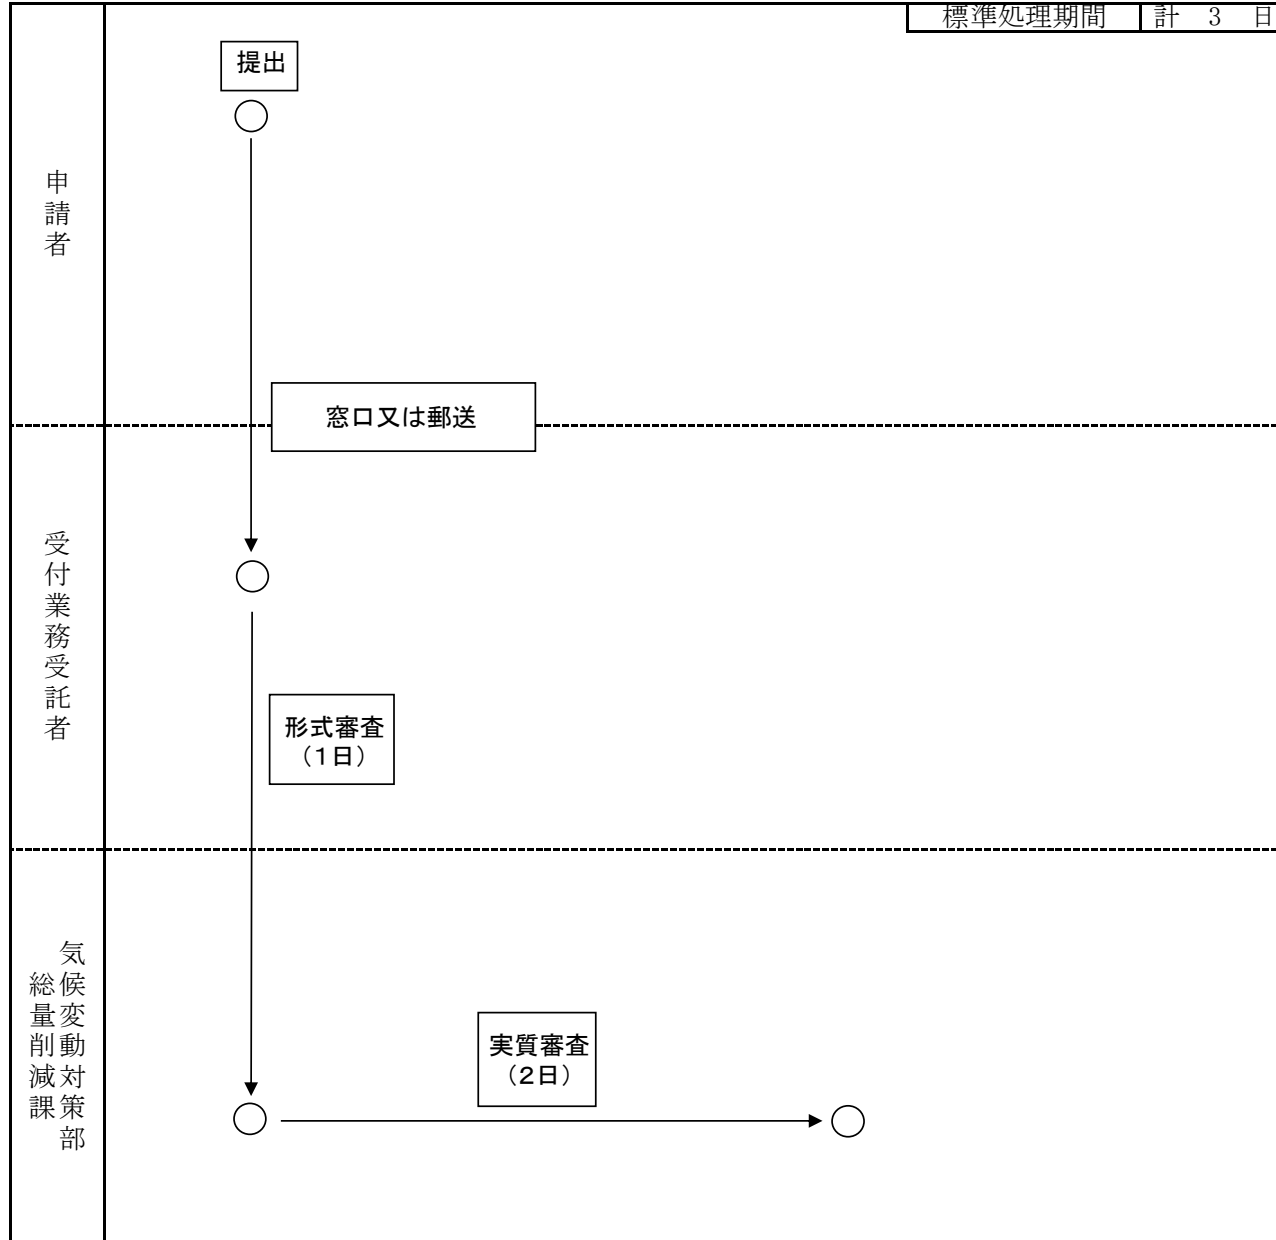 標準処理期間 計 3 日
提出
申請者
窓口又は郵送
受付業務受託者
形式審査
（1日）
気候変動対策部
総量削減課
実質審査
（2日）